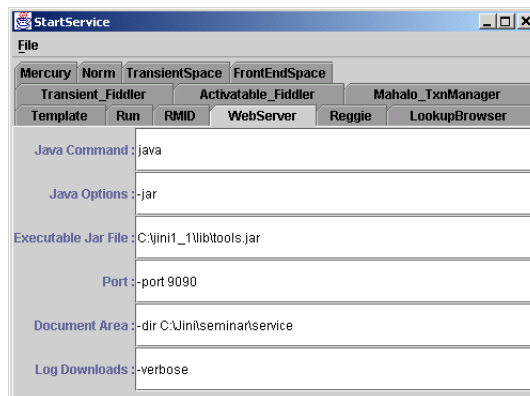 StartService
File
Mercury Norm TransientSpace FrontEndSpace
Transient_Fiddler Activatable_Fiddler Mahalo_TxnManager
Template Run RMID WebServer Reggie LookupBrowser
Java Command : java
Java Options : -jar
Executable Jar File : C:\jini1_1\lib\tools.jar
Port : -port 9090
Document Area : -dir C:\Jini\seminar\service
Log Downloads : -verbose